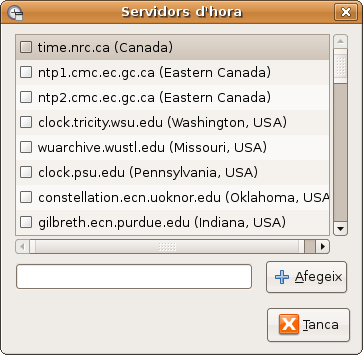 Servidors d'hora
time.nrc.ca (Canada)
ntp1.cmc.ec.gc.ca (Eastern Canada)
ntp2.cmc.ec.gc.ca (Eastern Canada)
clock.tricity.wsu.edu (Washington, USA)
wuarchive.wustl.edu (Missouri, USA)
clock.psu.edu (Pennsylvania, USA)
constellation.ecn.uoknor.edu (Oklahoma, USA
gilbreth.ecn.purdue.edu (Indiana, USA)
Afegeix
Tanca